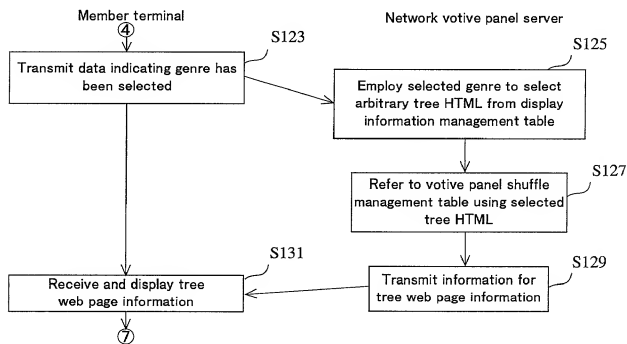 Member terminal
Network votive panel server
④
S123
Transmit data indicating genre has
been selected
S125
Employ selected genre to select
arbitrary tree HTML from display
information management table
S127
Refer to votive panel shuffle
management table using selected
tree HTML
S131
Receive and display tree
web page information
S129
Transmit information for
tree web page information
⑦